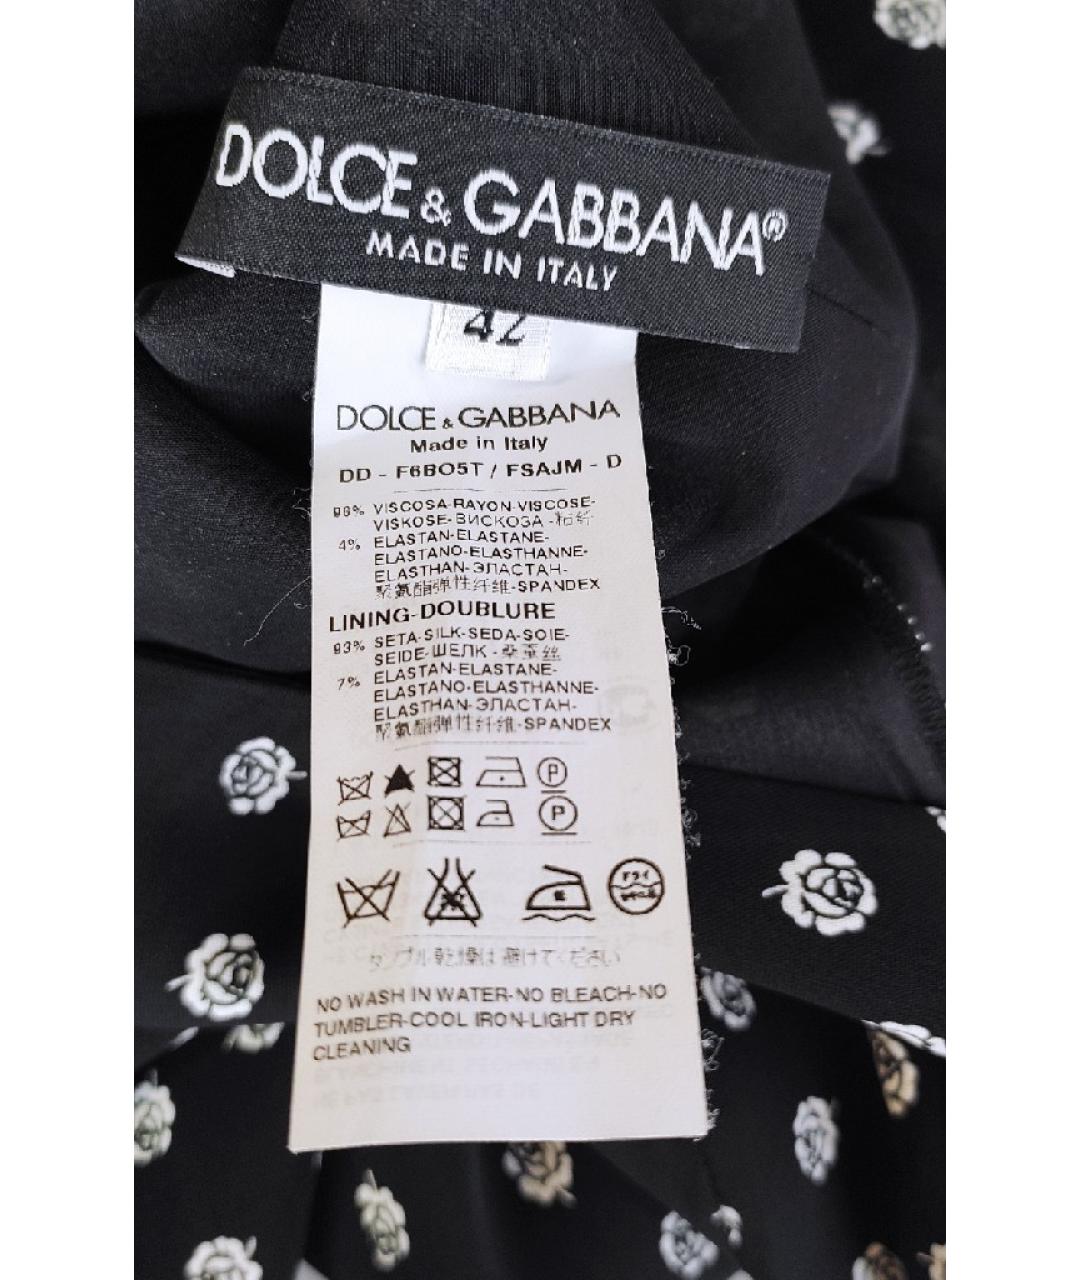 DOLCE & GABBANA®
MADE IN ITALY
42
DOLCE & GABBANA
Made in Italy
DD - F6BO5T / FSAJM - D
96% VISCOSA-RAYON-VISCOSE-
VISKOSE-ВИСКОЗА-粘纤
4% ELASTAN-ELASTANE-
ELASTANO-ELASTHANNE-
ELASTHAN-ЭЛАСТАН-
聚氨酯弹性纤维-SPANDEX
LINING-DOUBLURE
93% SETA-SILK-SEDA-SOIE-
SEIDE-ШЕЛК-桑蚕丝
7% ELASTAN-ELASTANE-
ELASTANO-ELASTHANNE-
ELASTHAN-ЭЛАСТАН-
聚氨酯弹性纤维-SPANDEX
P
P
ドライ
タンブル乾燥は避けてください
NO WASH IN WATER-NO BLEACH-NO
TUMBLER-COOL IRON-LIGHT DRY
CLEANING